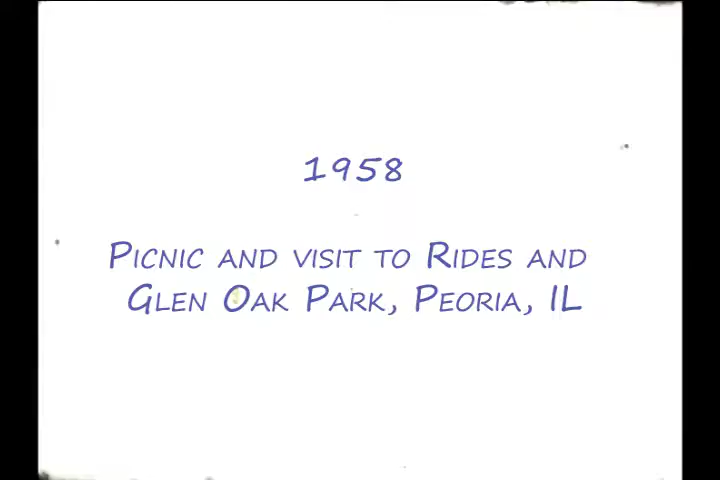 1958
Picnic and visit to Rides and
Glen Oak Park, Peoria, IL